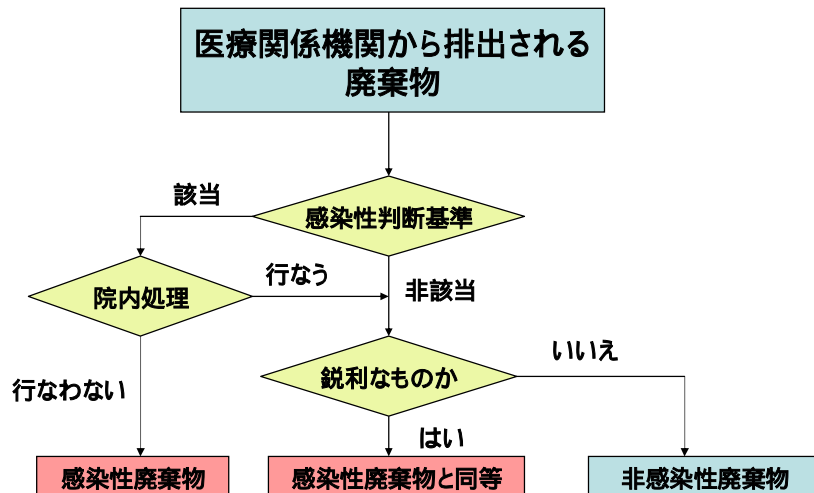 医療関係機関から排出される
廃棄物
該当
感染性判断基準
院内処理
行なう
非該当
いいえ
鋭利なものか
行なわない
はい
感染性廃棄物
感染性廃棄物と同等
非感染性廃棄物